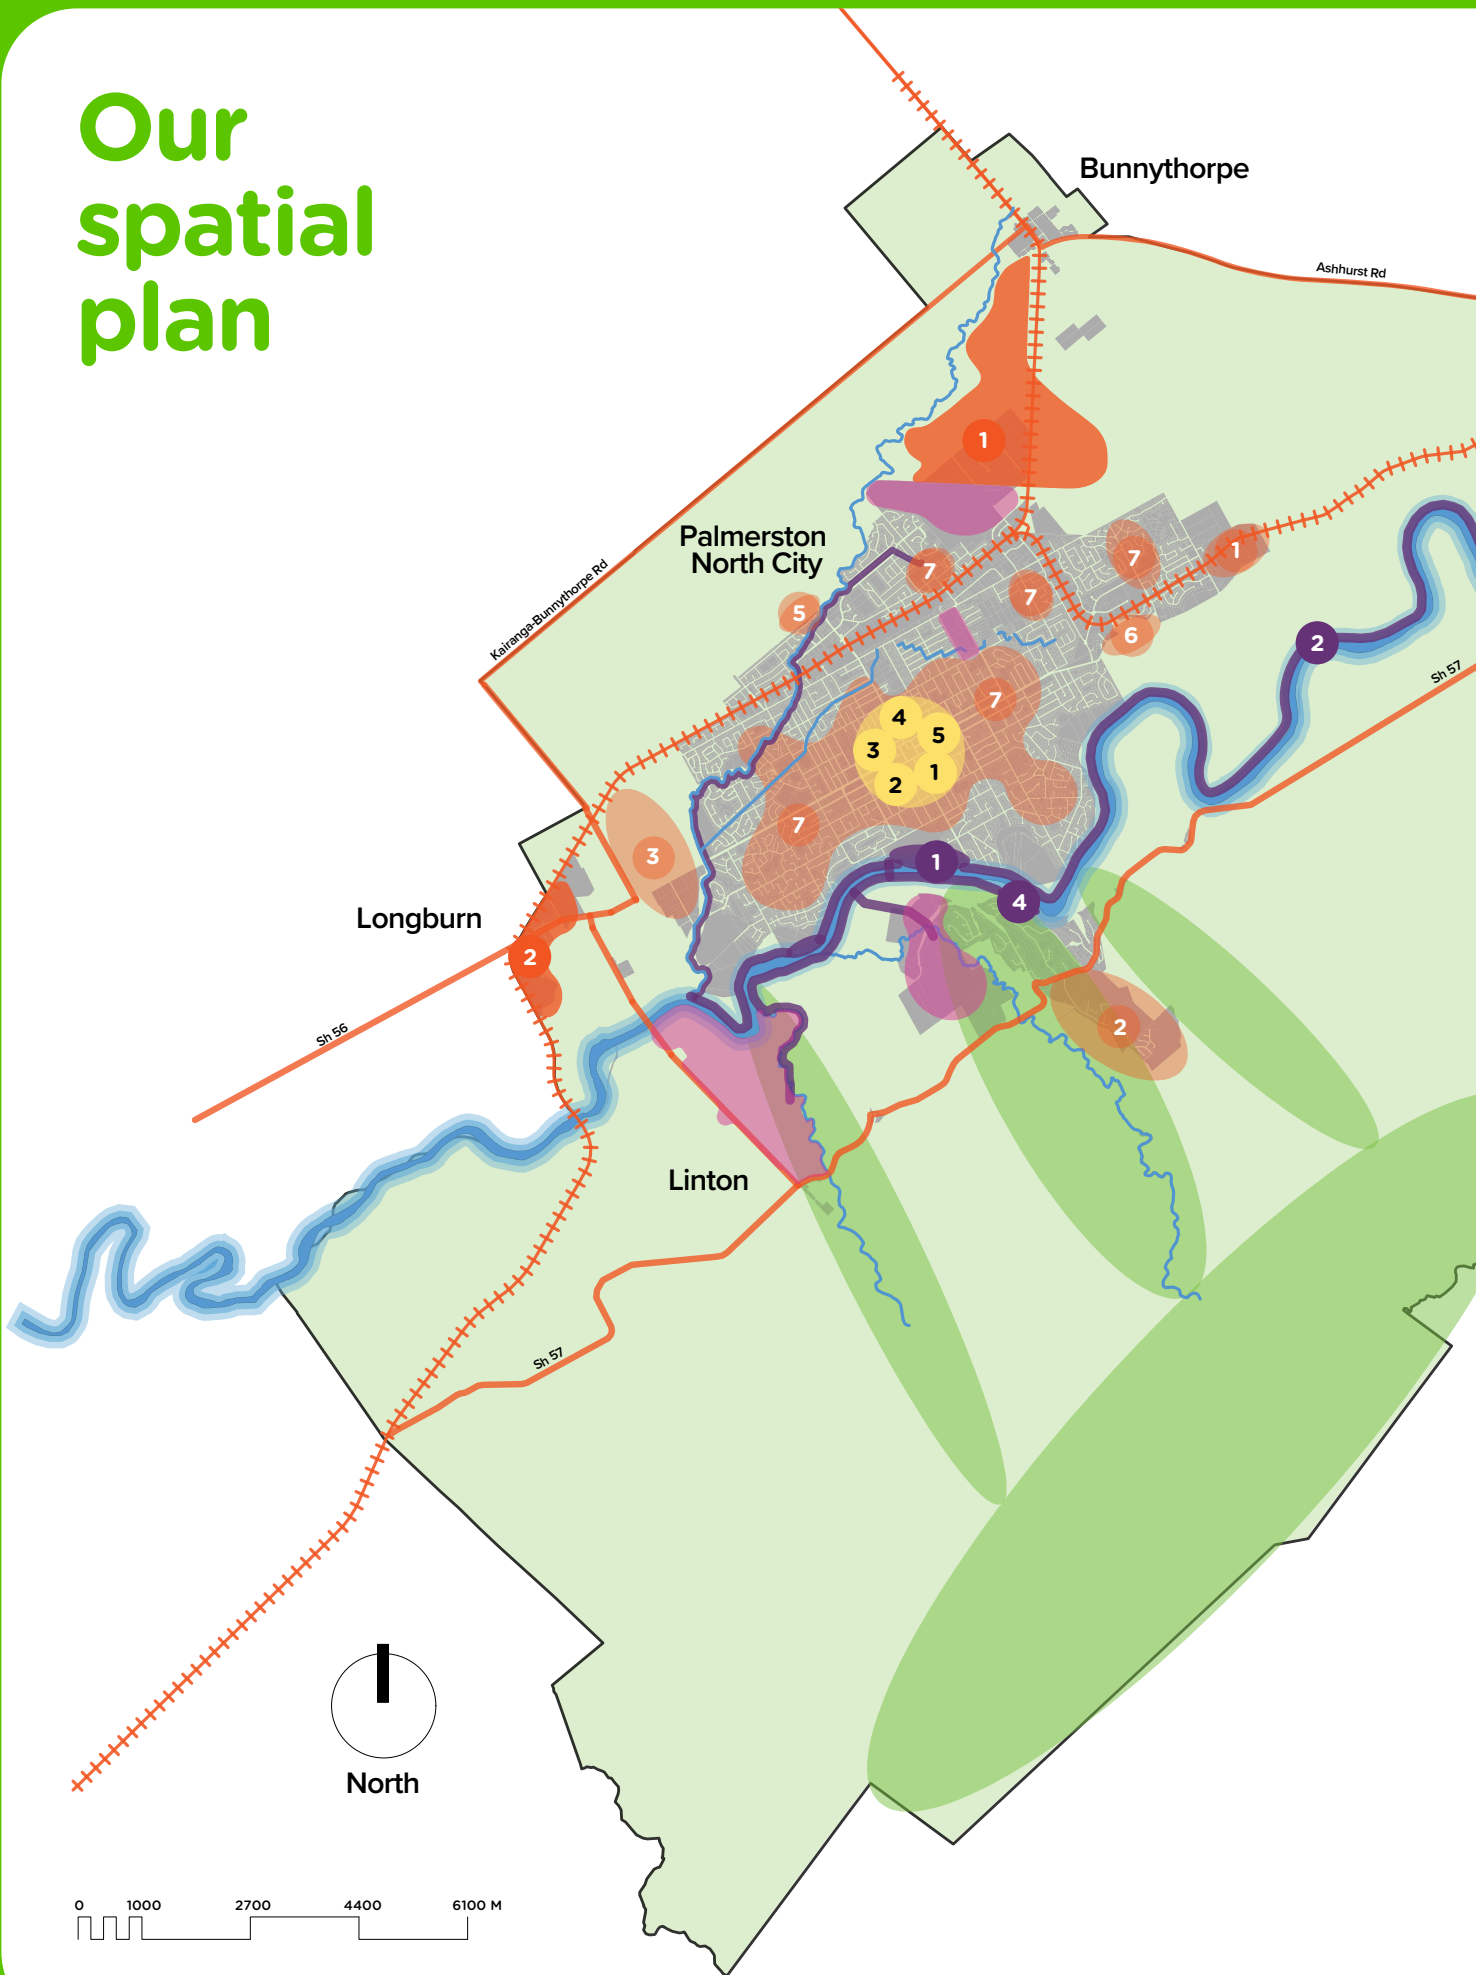 Our
spatial
plan
Bunnythorpe
Ashhurst Rd
1
Palmerston
North City
Kairanga-Bunnythorpe Rd
7
7
1
7
5
6
2
Sh 57
7
4
5
3
1
2
7
3
1
4
Longburn
2
2
Sh 56
Linton
Sh 57
North
0 1000 2700 4400 6100 M